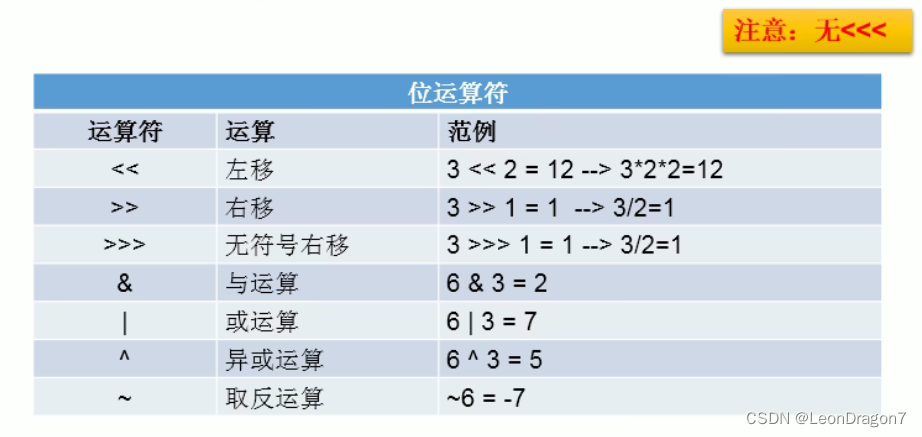 注意：无<<<
位运算符
运算符 运算 范例
<< 左移 3 << 2 = 12 --> 3*2*2=12
>> 右移 3 >> 1 = 1 --> 3/2=1
>>> 无符号右移 3 >>> 1 = 1 --> 3/2=1
& 与运算 6 & 3 = 2
| 或运算 6 | 3 = 7
^ 异或运算 6 ^ 3 = 5
~ 取反运算 ~6 = -7
CSDN @LeonDragon7